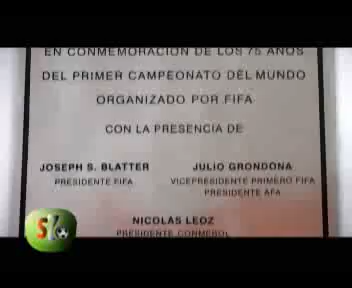 EN CONMEMORACIÓN DE LOS 75 AÑOS
DEL PRIMER CAMPEONATO DEL MUNDO
ORGANIZADO POR FIFA
CON LA PRESENCIA DE
JOSEPH S. BLATTER
PRESIDENTE FIFA
JULIO GRONDONA
VICEPRESIDENTE PRIMERO FIFA
PRESIDENTE AFA
NICOLAS LEOZ
PRESIDENTE CONMEBOL